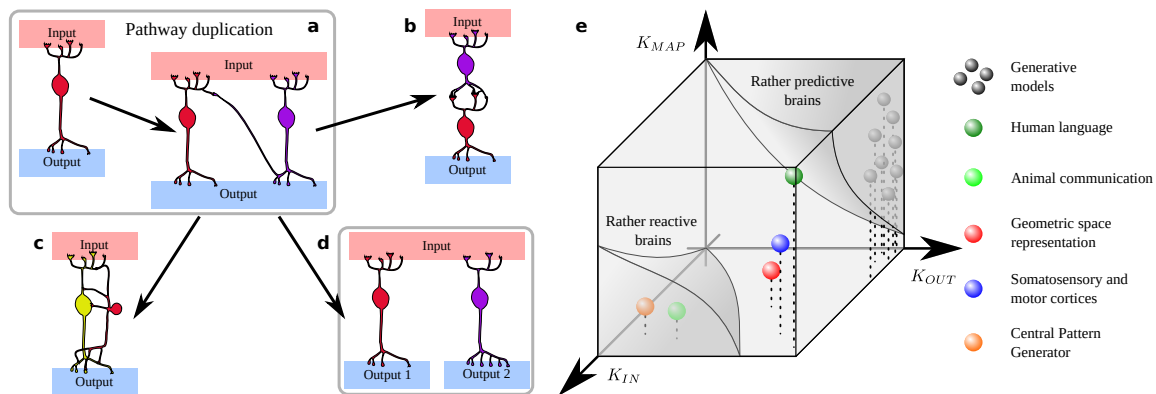 Pathway duplication
a
Input
Output
Input
Output
b
Input
Output
c
Input
Output
d
Input
Output 1
Output 2
e
K_MAP
Rather predictive
brains
Rather reactive
brains
K_OUT
K_IN
Generative
models
Human language
Animal communication
Geometric space
representation
Somatosensory and
motor cortices
Central Pattern
Generator